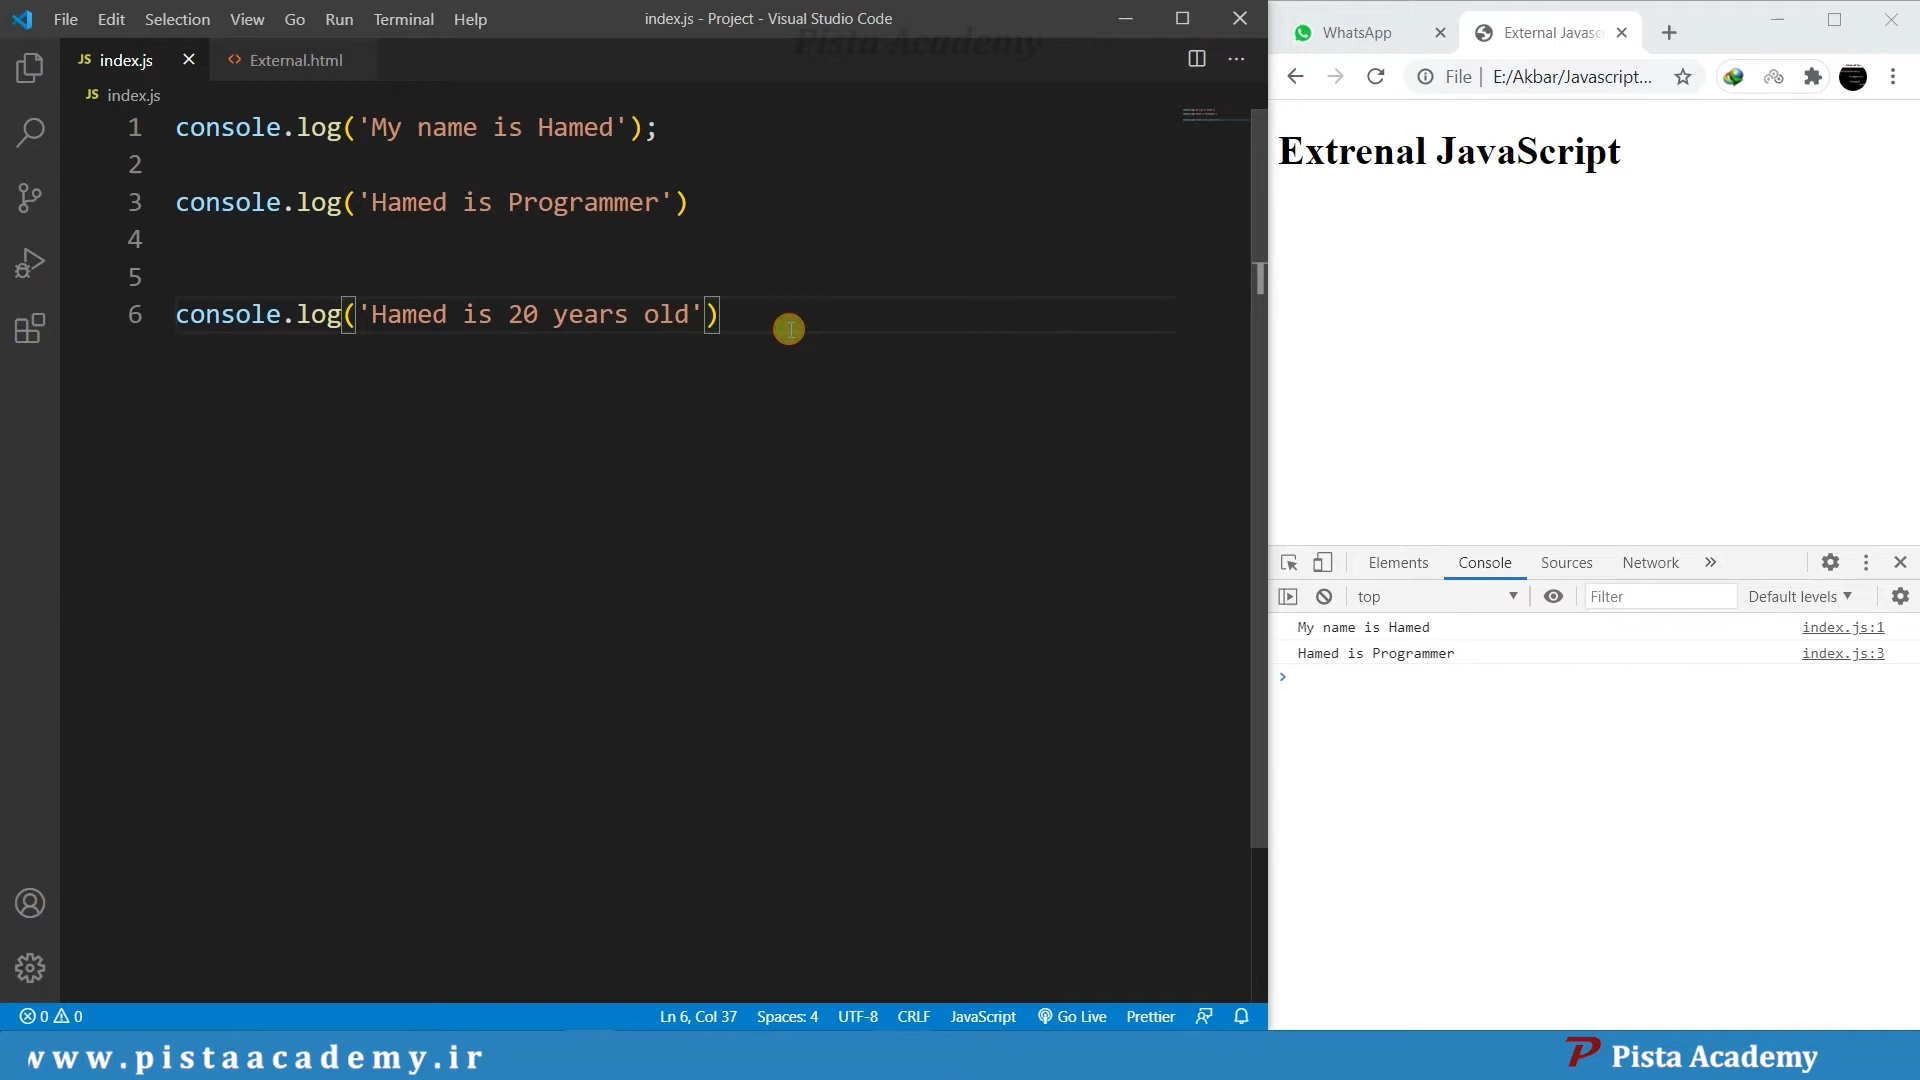 File Edit Selection View Go Run Terminal Help
index.js - Project - Visual Studio Code
Pista Academy
JS index.js
External.html
JS index.js
1 console.log('My name is Hamed');
2
3 console.log('Hamed is Programmer')
4
5
6 console.log('Hamed is 20 years old')
0 0
Ln 6, Col 37 Spaces: 4 UTF-8 CRLF JavaScript Go Live Prettier
WhatsApp
External Javasc
File E:/Akbar/Javascript...
Extrenal JavaScript
Elements Console Sources Network
top Filter Default levels
My name is Hamed index.js:1
Hamed is Programmer index.js:3
www.pistaacademy.ir
P Pista Academy